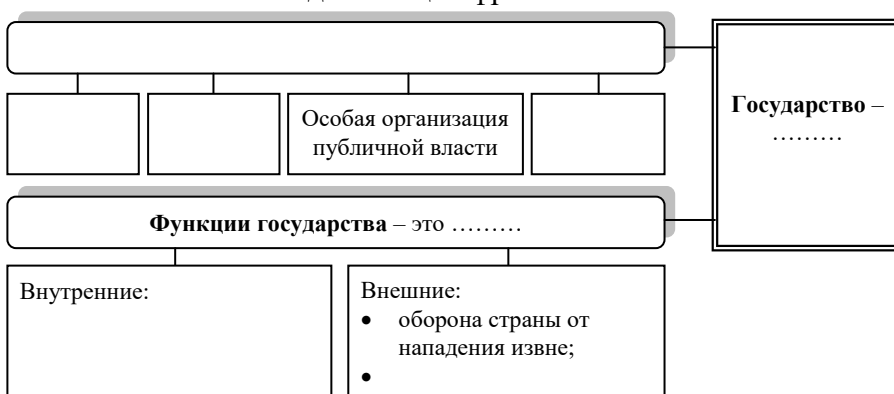 Особая организация
публичной власти
Государство –
………
Функции государства – это ………
Внутренние:
Внешние:
• оборона страны от
нападения извне;
•